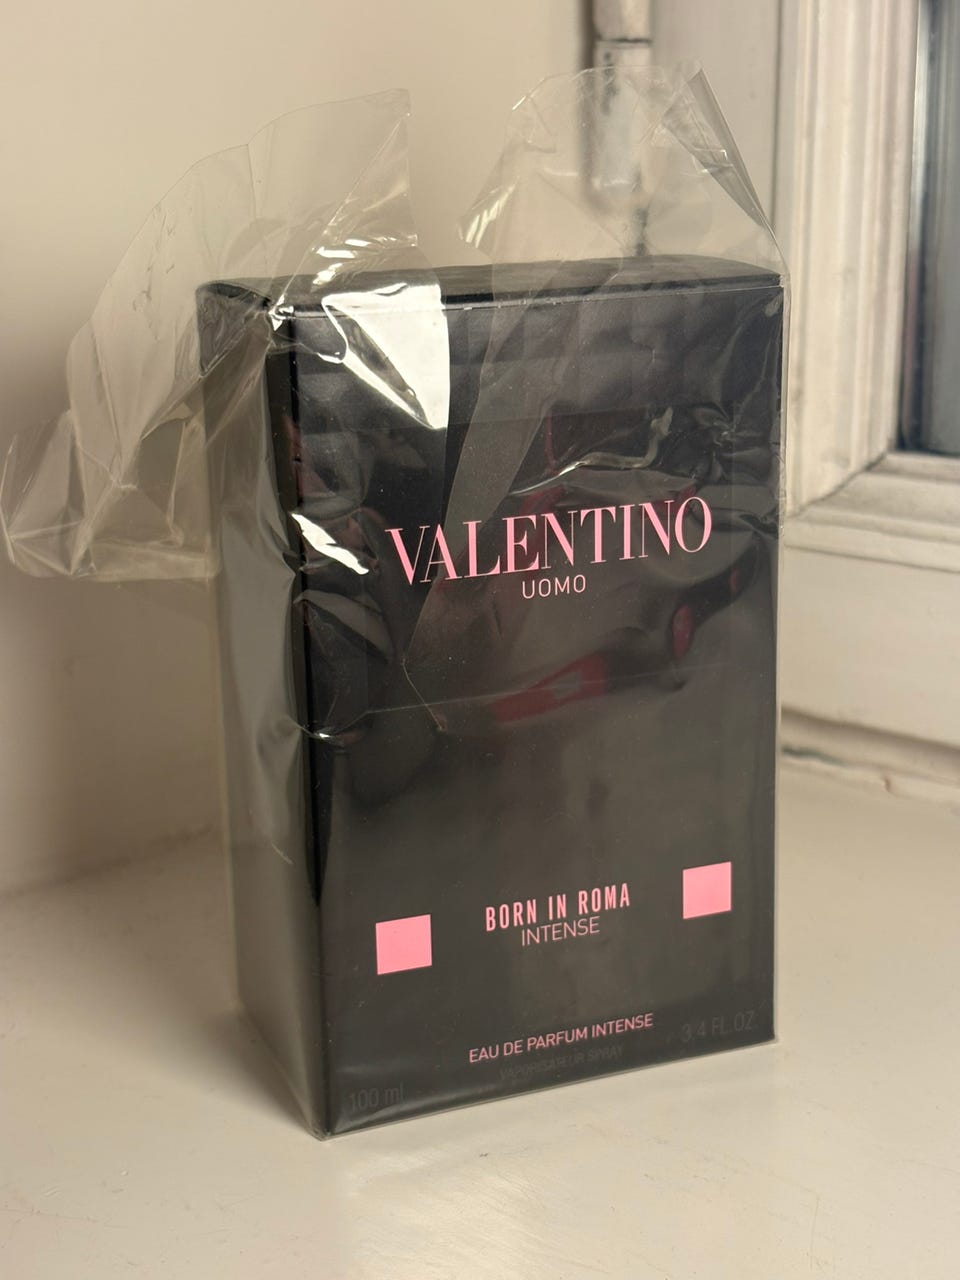 VALENTINO
UOMO
BORN IN ROMA
INTENSE
EAU DE PARFUM INTENSE
VAPORISATEUR SPRAY
100 ml
3.4 FL.OZ.